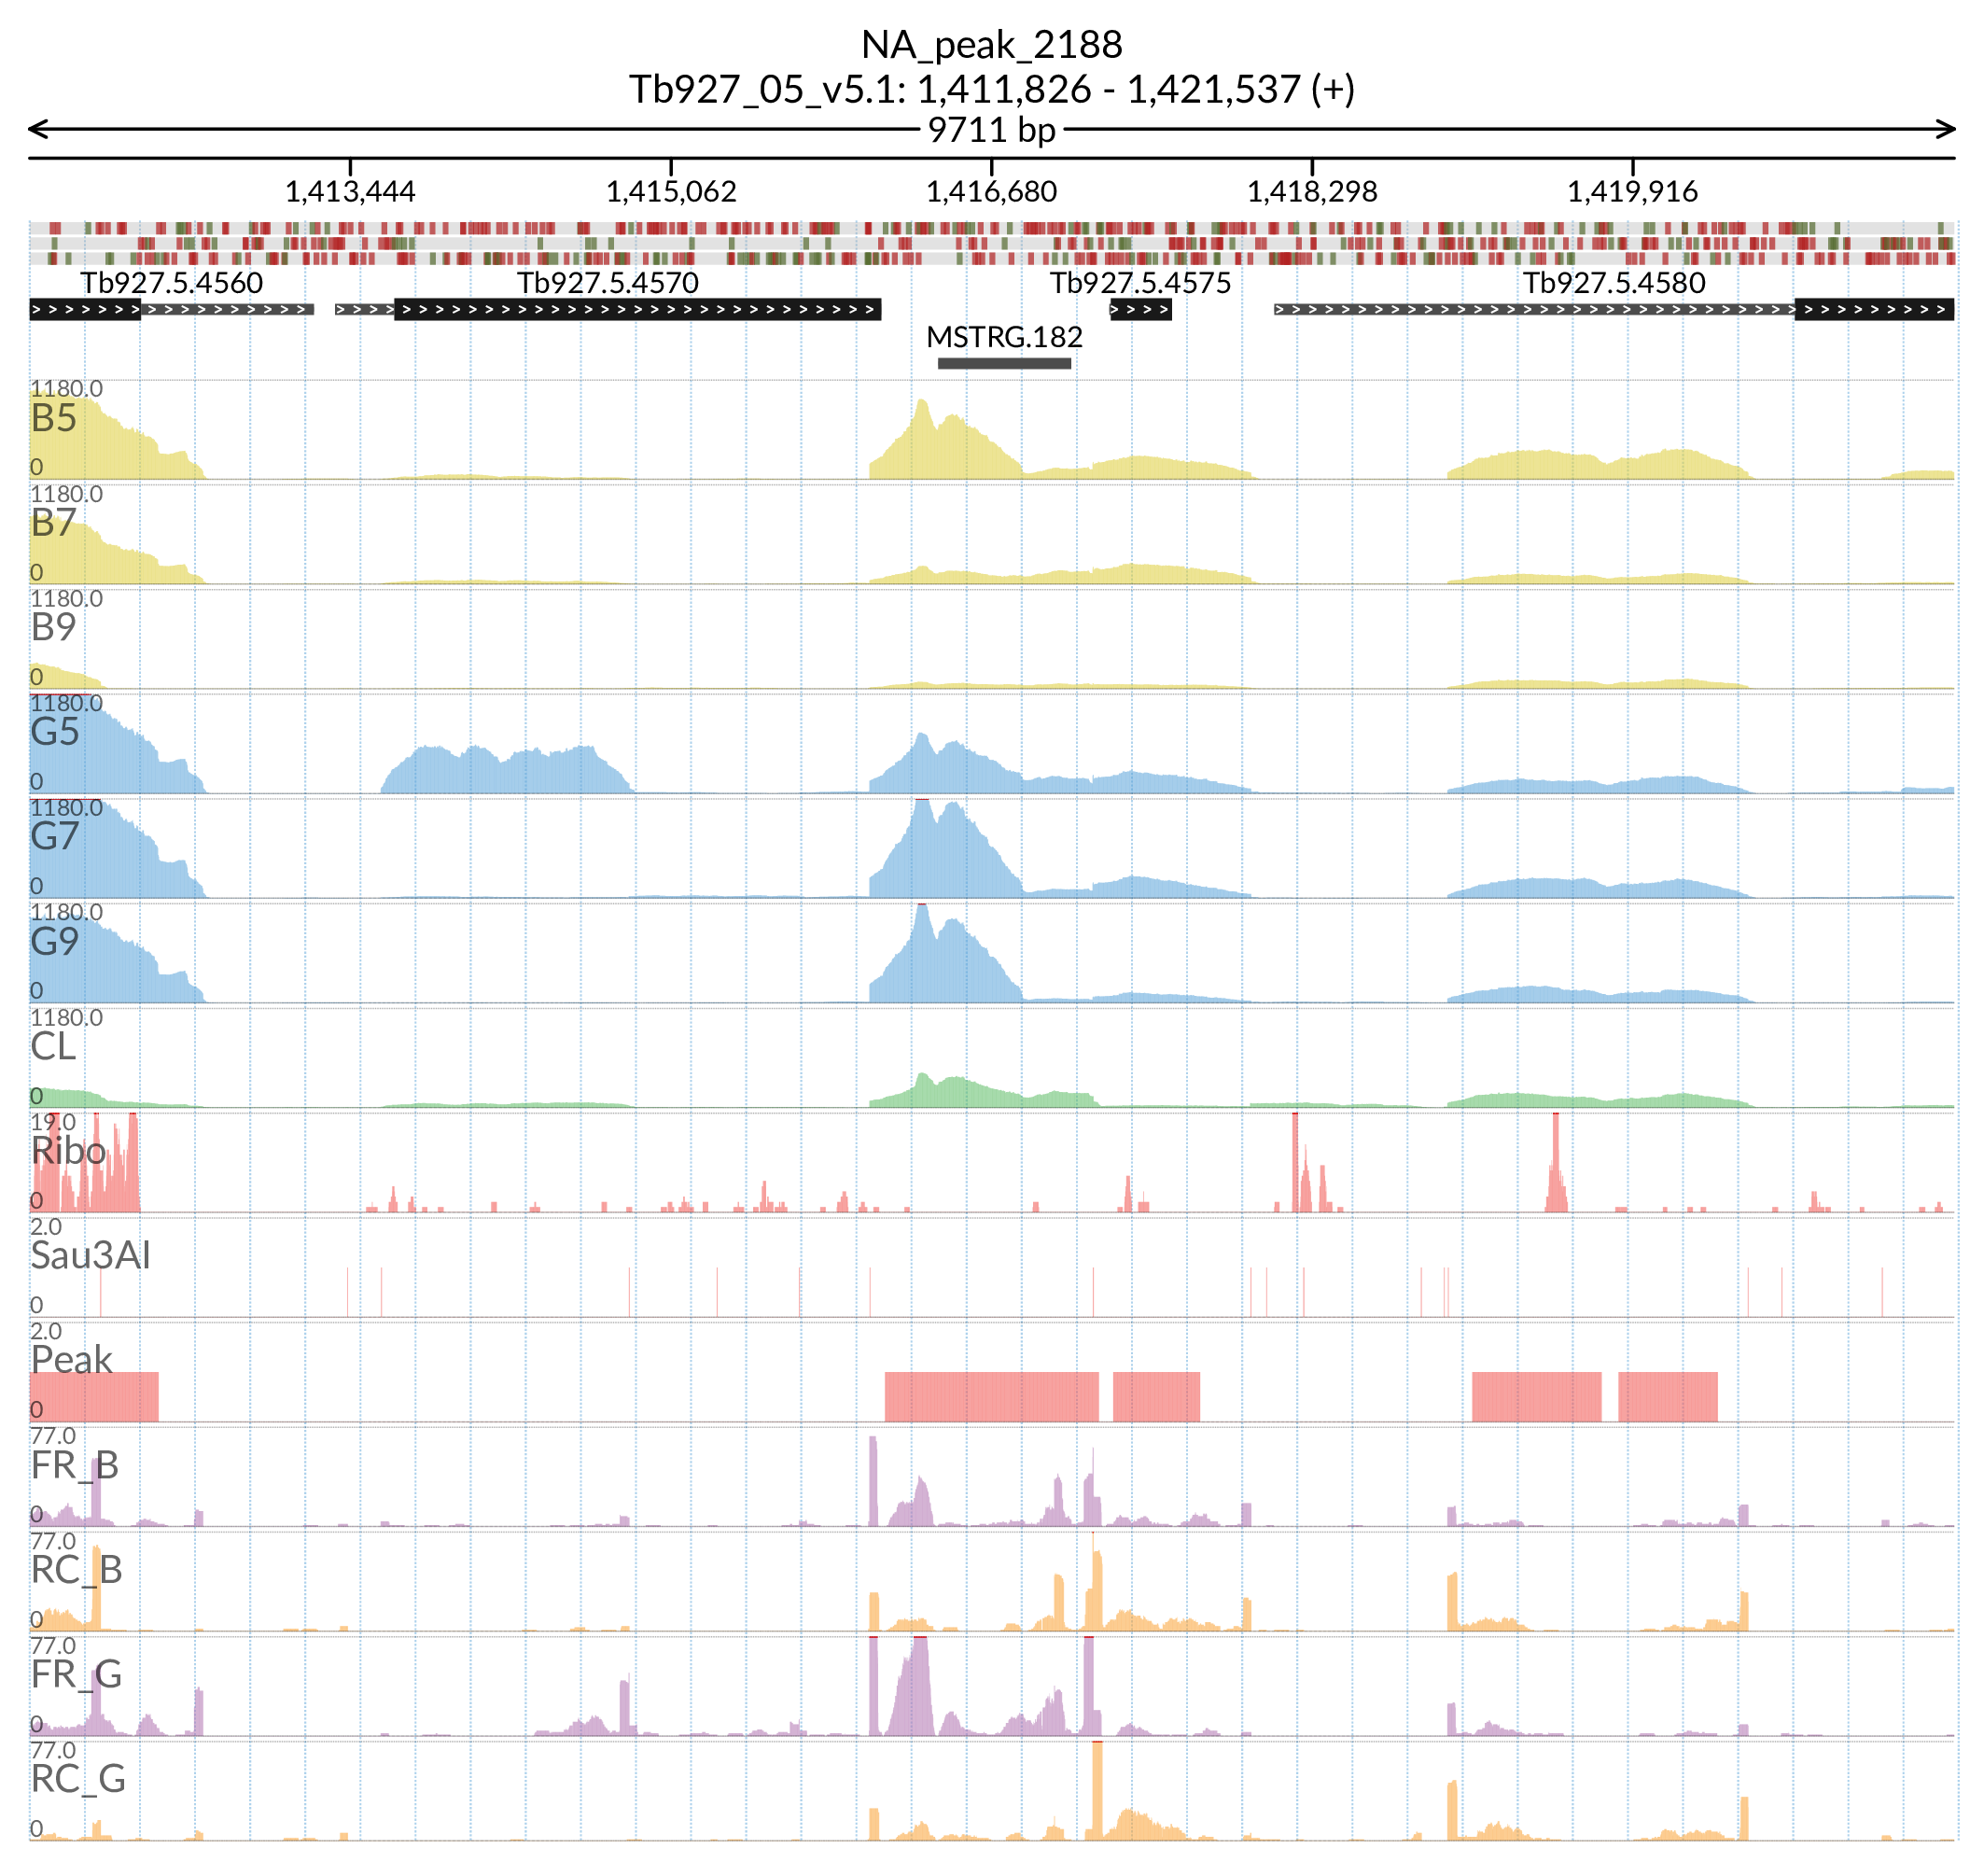 NA_peak_2188
Tb927_05_v5.1: 1,411,826 - 1,421,537 (+)
9711 bp
1,413,444 1,415,062 1,416,680 1,418,298 1,419,916
Tb927.5.4560 Tb927.5.4570 Tb927.5.4575 Tb927.5.4580
MSTRG.182
1180.0
B5
0
1180.0
B7
0
1180.0
B9
0
1180.0
G5
0
1180.0
G7
0
1180.0
G9
0
1180.0
CL
0
19.0
Ribo
0
2.0
Sau3AI
0
2.0
Peak
0
77.0
FR_B
0
77.0
RC_B
0
77.0
FR_G
0
77.0
RC_G
0